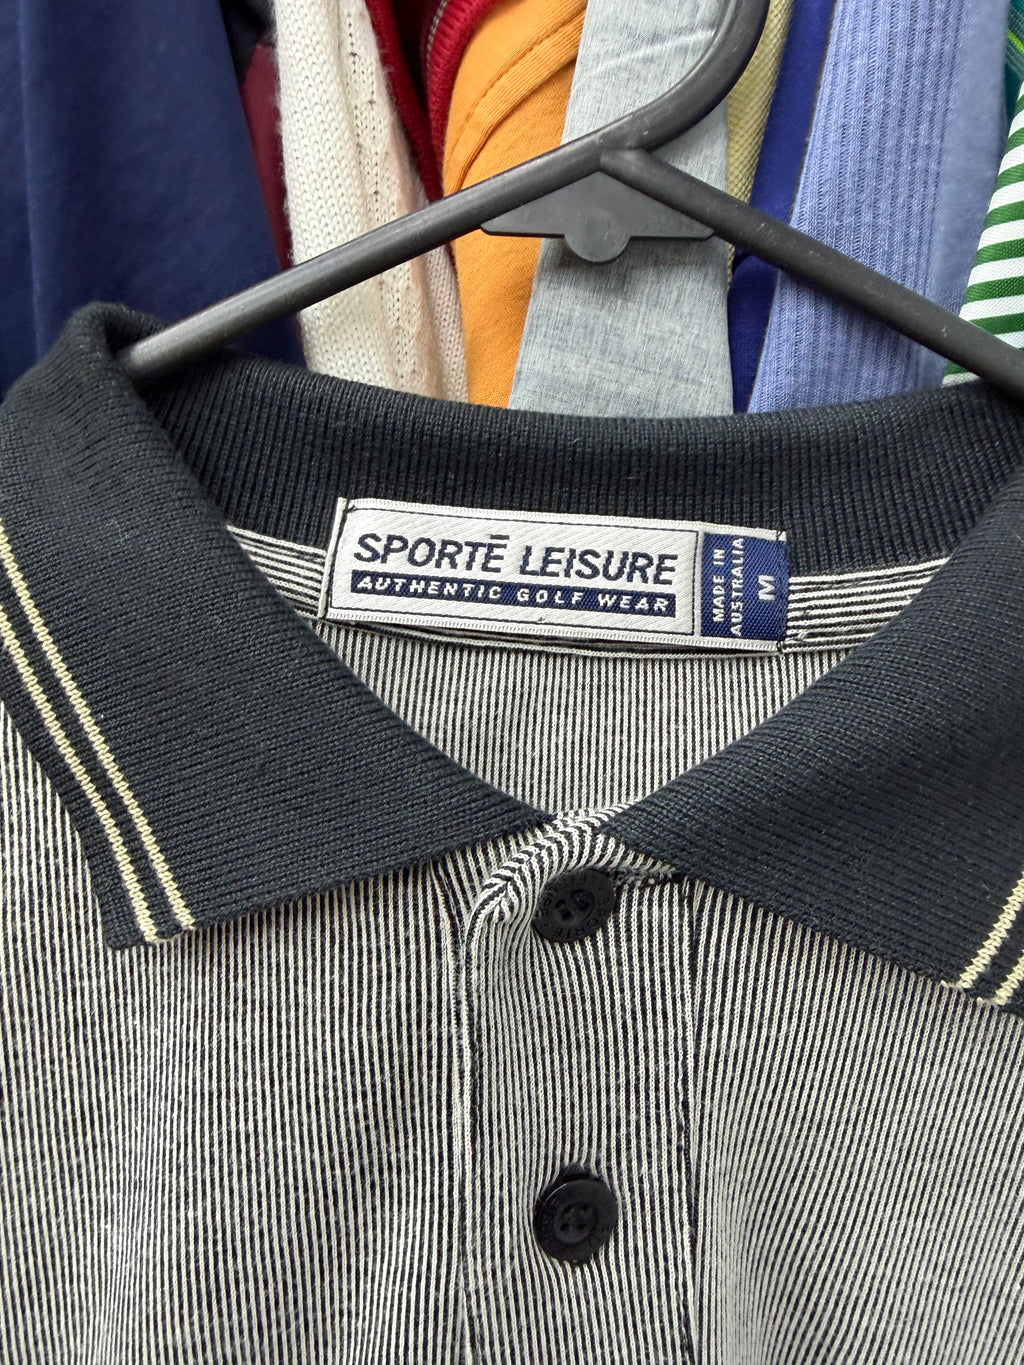 SPORTĒ LEISURE
AUTHENTIC GOLF WEAR
MADE IN
AUSTRALIA
M